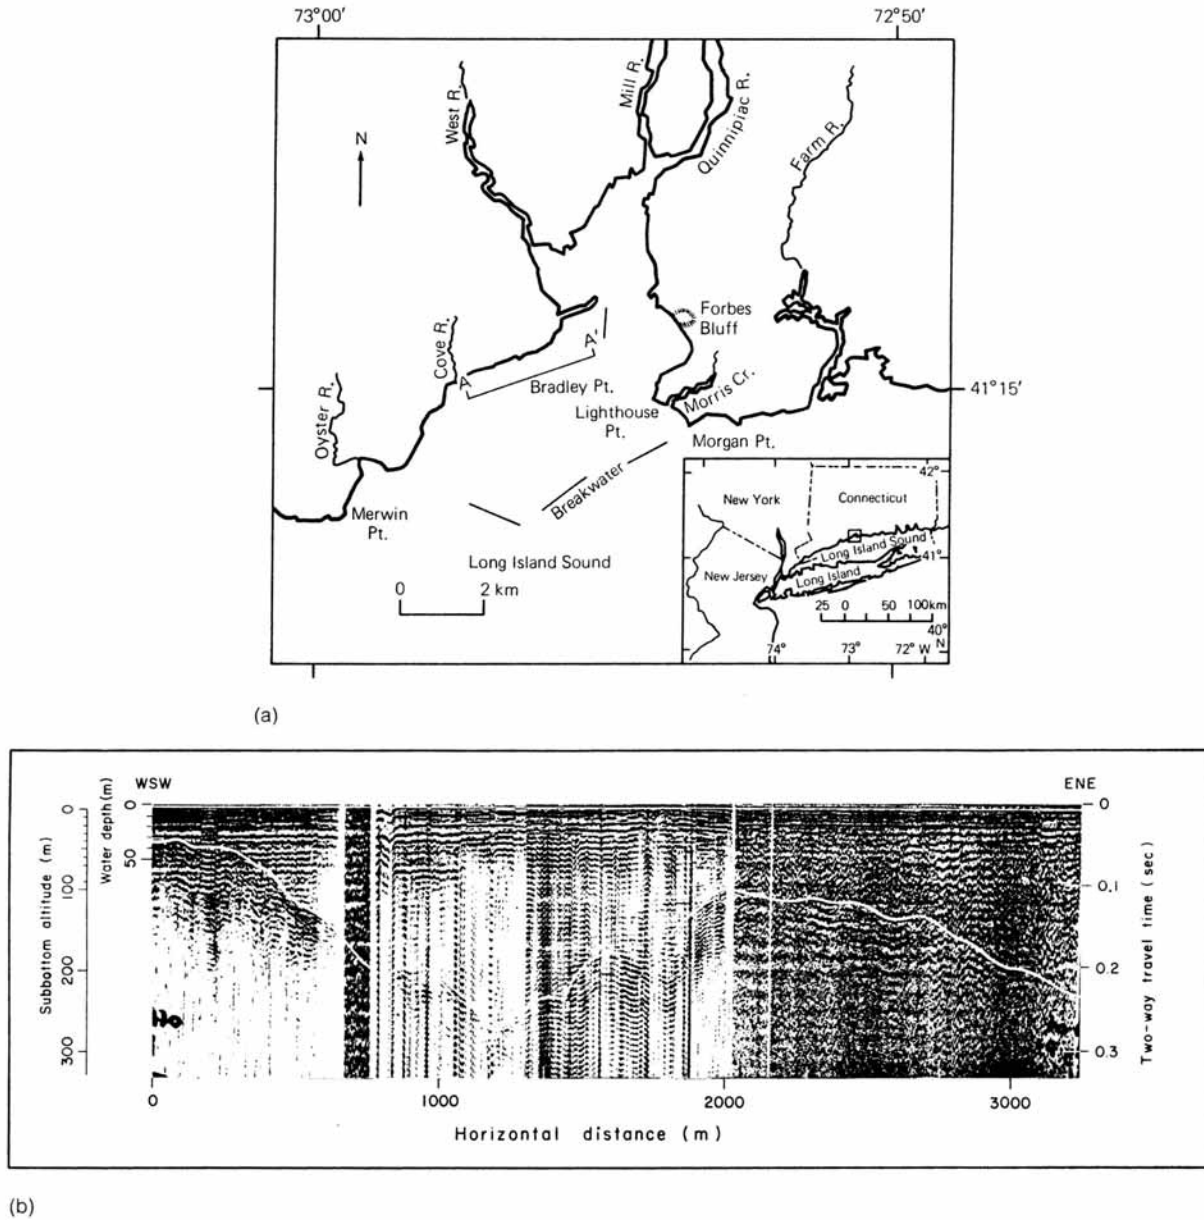 73°00′
72°50′
N
West R.
Mill R.
Quinnipiac R.
Farm R.
Forbes
Bluff
Cove R.
A
A′
Bradley Pt.
Morris Cr.
41°15′
Oyster R.
Lighthouse
Pt.
Morgan Pt.
Breakwater
Merwin
Pt.
Long Island Sound
0 2 km
42°
New York
Connecticut
Long Island Sound
41°
New Jersey
Long Island
25 0 50 100km
40°
N
74° 73° 72° W
(a)
WSW
ENE
Subbottom altitude (m)
0
100
200
300
Water depth (m)
0
50
0
0.1
0.2
0.3
Two-way travel time (sec)
0 1000 2000 3000
Horizontal distance (m)
(b)